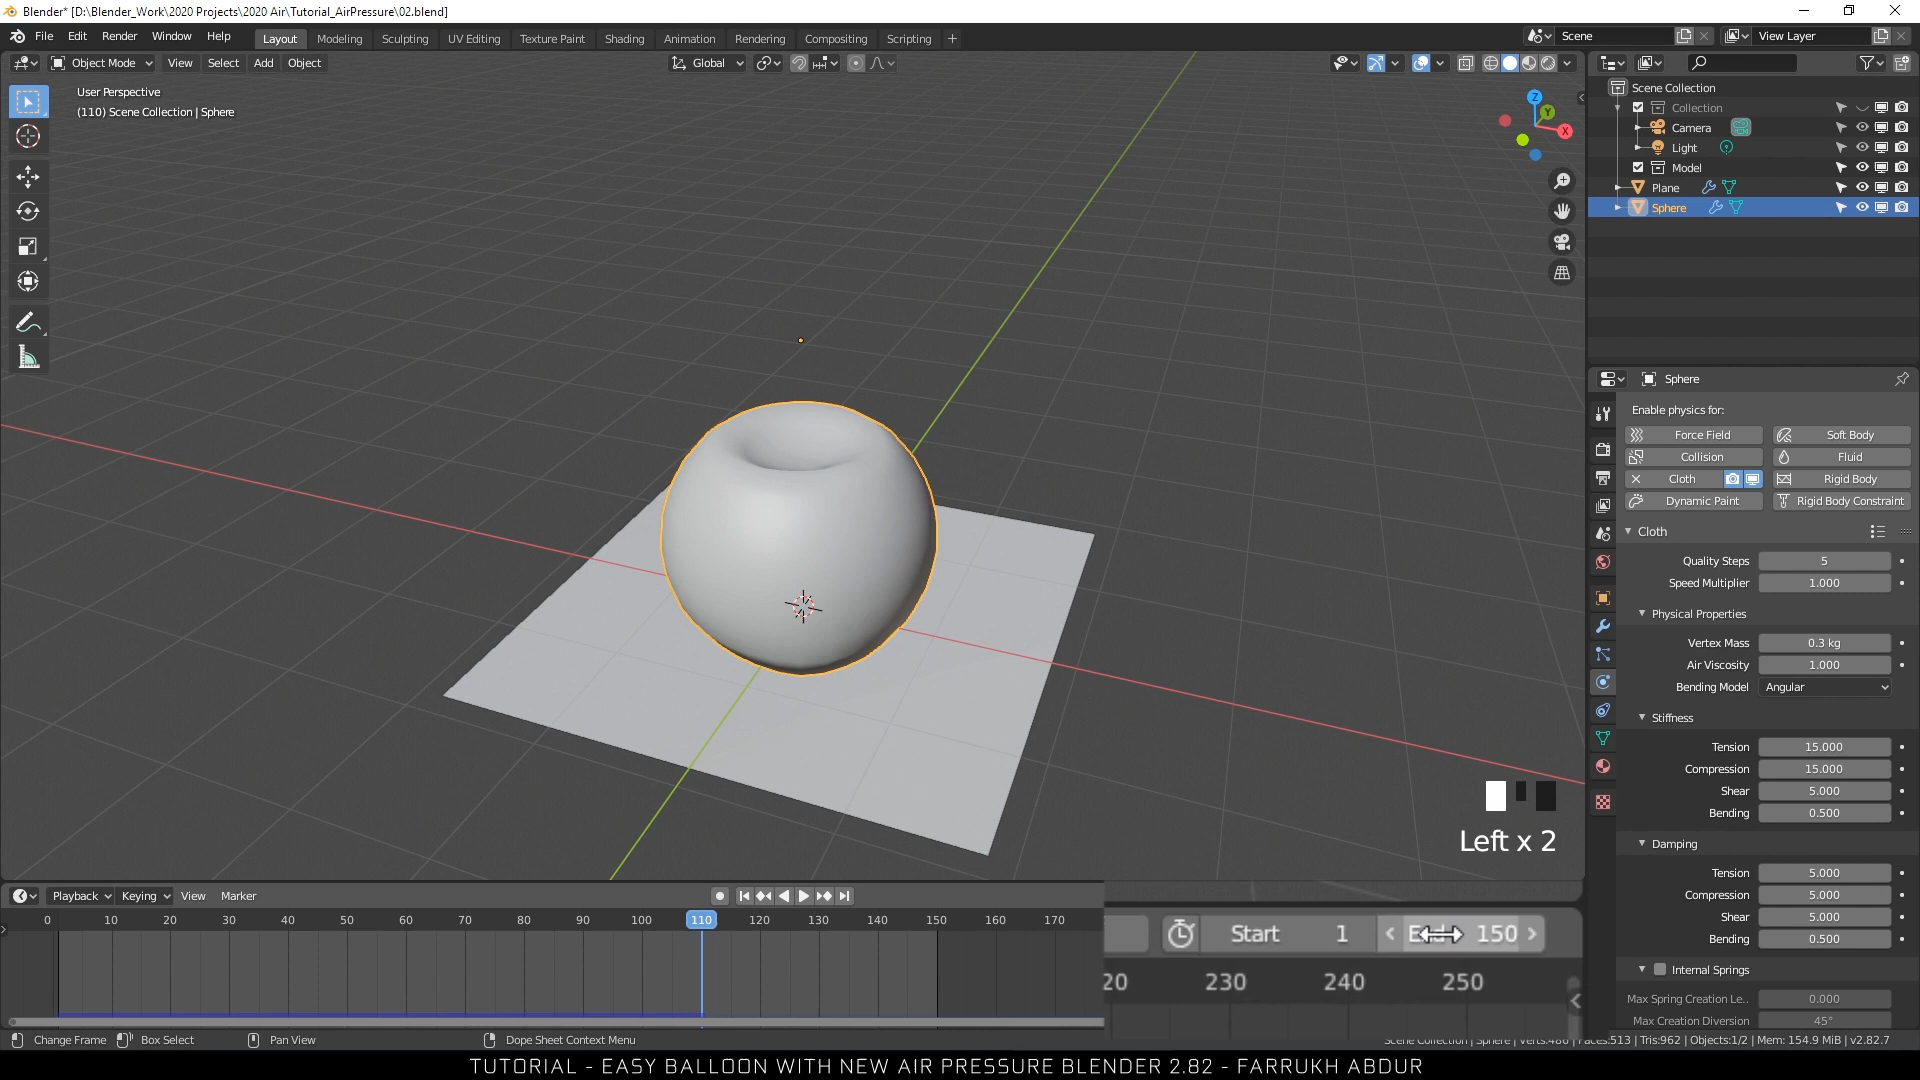 Blender* [D:\Blender_Work\2020 Projects\2020 Air\Tutorial_AirPressure\02.blend]
File Edit Render Window Help Layout Modeling Sculpting UV Editing Texture Paint Shading Animation Rendering Compositing Scripting + Scene View Layer
Object Mode View Select Add Object Global
User Perspective
(110) Scene Collection | Sphere
Z
Y
X
Scene Collection
Collection
Camera
Light
Model
Plane
Sphere
Sphere
Enable physics for:
Force Field Soft Body
Collision Fluid
Cloth Rigid Body
Dynamic Paint Rigid Body Constraint
Cloth
Quality Steps 5
Speed Multiplier 1.000
Physical Properties
Vertex Mass 0.3 kg
Air Viscosity 1.000
Bending Model Angular
Stiffness
Tension 15.000
Compression 15.000
Shear 5.000
Bending 0.500
Damping
Tension 5.000
Compression 5.000
Shear 5.000
Bending 0.500
Internal Springs
Max Spring Creation Le.. 0.000
Max Creation Diversion 45°
Left x 2
Playback Keying View Marker
0 10 20 30 40 50 60 70 80 90 100 110 120 130 140 150 160 170
Start 1 End 150
20 230 240 250
Change Frame Box Select Pan View Dope Sheet Context Menu
Scene Collection | Sphere | Verts:486 | Faces:513 | Tris:962 | Objects:1/2 | Mem: 154.9 MiB | v2.82.7
TUTORIAL - EASY BALLOON WITH NEW AIR PRESSURE BLENDER 2.82 - FARRUKH ABDUR